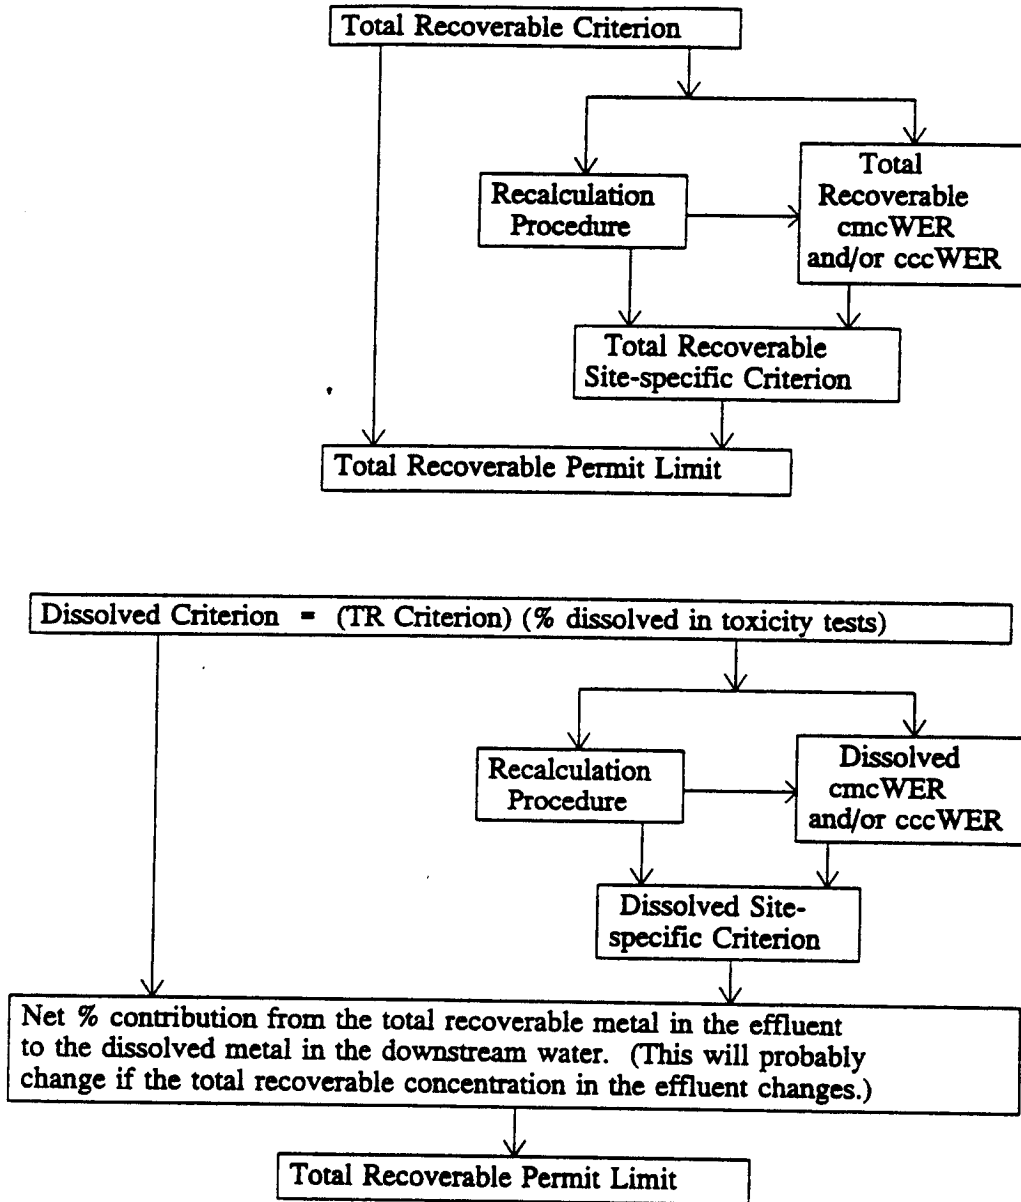 Total Recoverable Criterion
Recalculation
Procedure
Total
Recoverable
cmcWER
and/or cccWER
Total Recoverable
Site-specific Criterion
Total Recoverable Permit Limit
Dissolved Criterion = (TR Criterion) (% dissolved in toxicity tests)
Recalculation
Procedure
Dissolved
cmcWER
and/or cccWER
Dissolved Site-
specific Criterion
Net % contribution from the total recoverable metal in the effluent
to the dissolved metal in the downstream water. (This will probably
change if the total recoverable concentration in the effluent changes.)
Total Recoverable Permit Limit